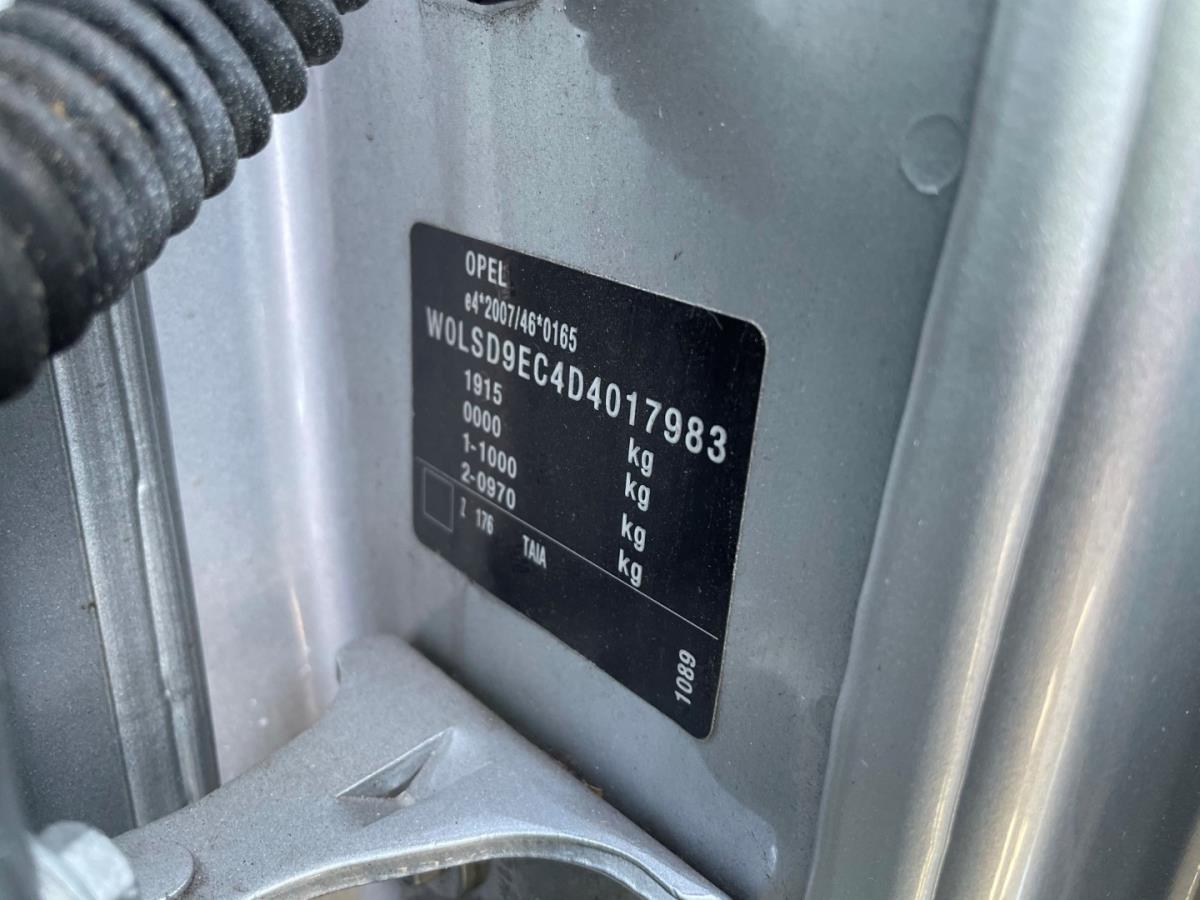 OPEL
e4*2007/46*0165
W0LSD9EC4D4017983
1915 kg
0000 kg
1-1000 kg
2-0970 kg
Z 176 TAIA
1089